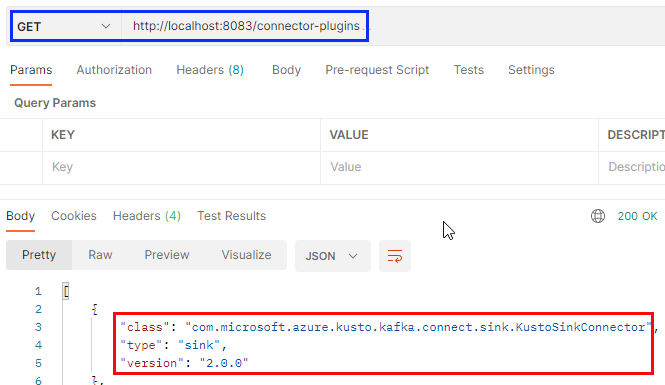 GET http://localhost:8083/connector-plugins
Params Authorization Headers (8) Body Pre-request Script Tests Settings
Query Params
KEY VALUE DESCRIPT
Key Value Descriptio
Body Cookies Headers (4) Test Results 200 OK
Pretty Raw Preview Visualize JSON
1 [
2 {
3 "class": "com.microsoft.azure.kusto.kafka.connect.sink.KustoSinkConnector",
4 "type": "sink",
5 "version": "2.0.0"
6 },